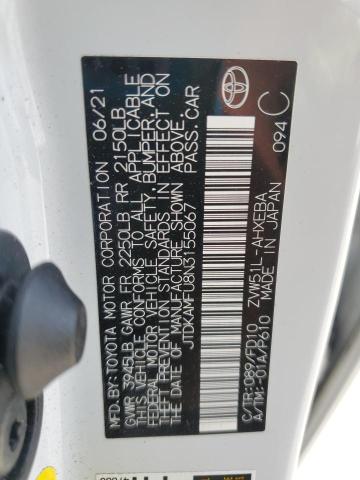 MFD.BY:TOYOTA MOTOR CORPORATION 06/21
GVWR 3945LB GAWR FR 2250LB RR 2150LB
THIS VEHICLE CONFORMS TO ALL APPLICABLE
FEDERAL MOTOR VEHICLE SAFETY, BUMPER, AND
THEFT PREVENTION STANDARDS IN EFFECT ON
THE DATE OF MANUFACTURE SHOWN ABOVE.
JTDKAMFU8N3155067 PASS. CAR
TOYOTA
094 C
C/TR:089/FD10 ZVW61L-AHXEBA
A/TM:-01A/P610 MADE IN JAPAN